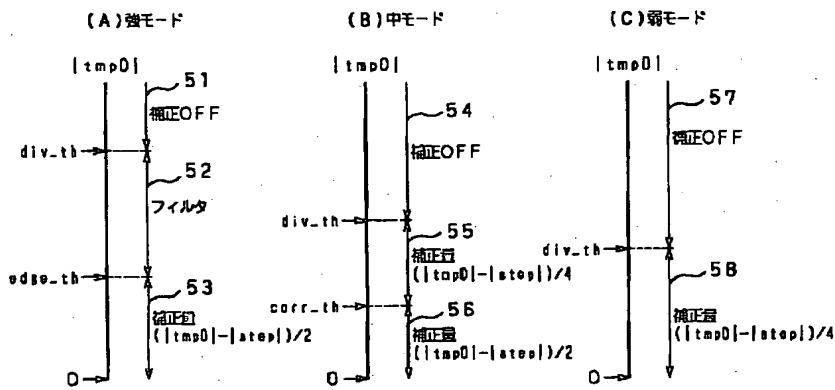 (A)強モード
|tmp0|
51
補正OFF
div_th
52
フィルタ
edge_th
53
補正量
(|tmp0|-|step|)/2
0
(B)中モード
|tmp0|
54
補正OFF
div_th
55
補正量
(|tmp0|-|step|)/4
corr_th
56
補正量
(|tmp0|-|step|)/2
(C)弱モード
|tmp0|
57
補正OFF
div_th
58
補正量
(|tmp0|-|step|)/4
0